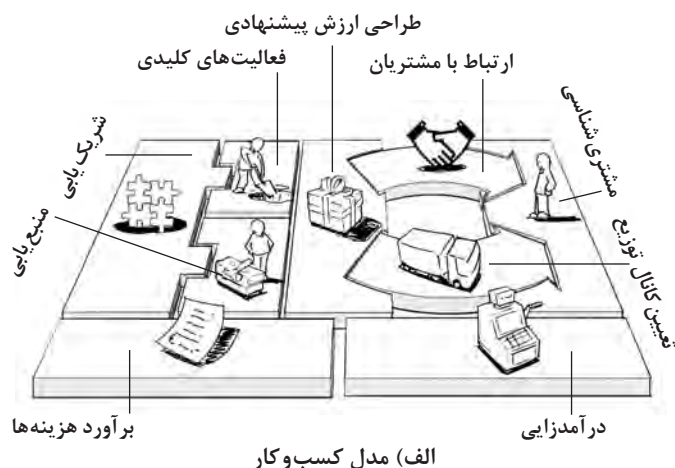 طراحی ارزش پیشنهادی
فعالیت‌های کلیدی
ارتباط با مشتریان
شریک یابی
مشتری شناسی
منبع‌یابی
تعیین کانال توزیع
برآورد هزینه‌ها
درآمدزایی
الف) مدل کسب‌و‌کار